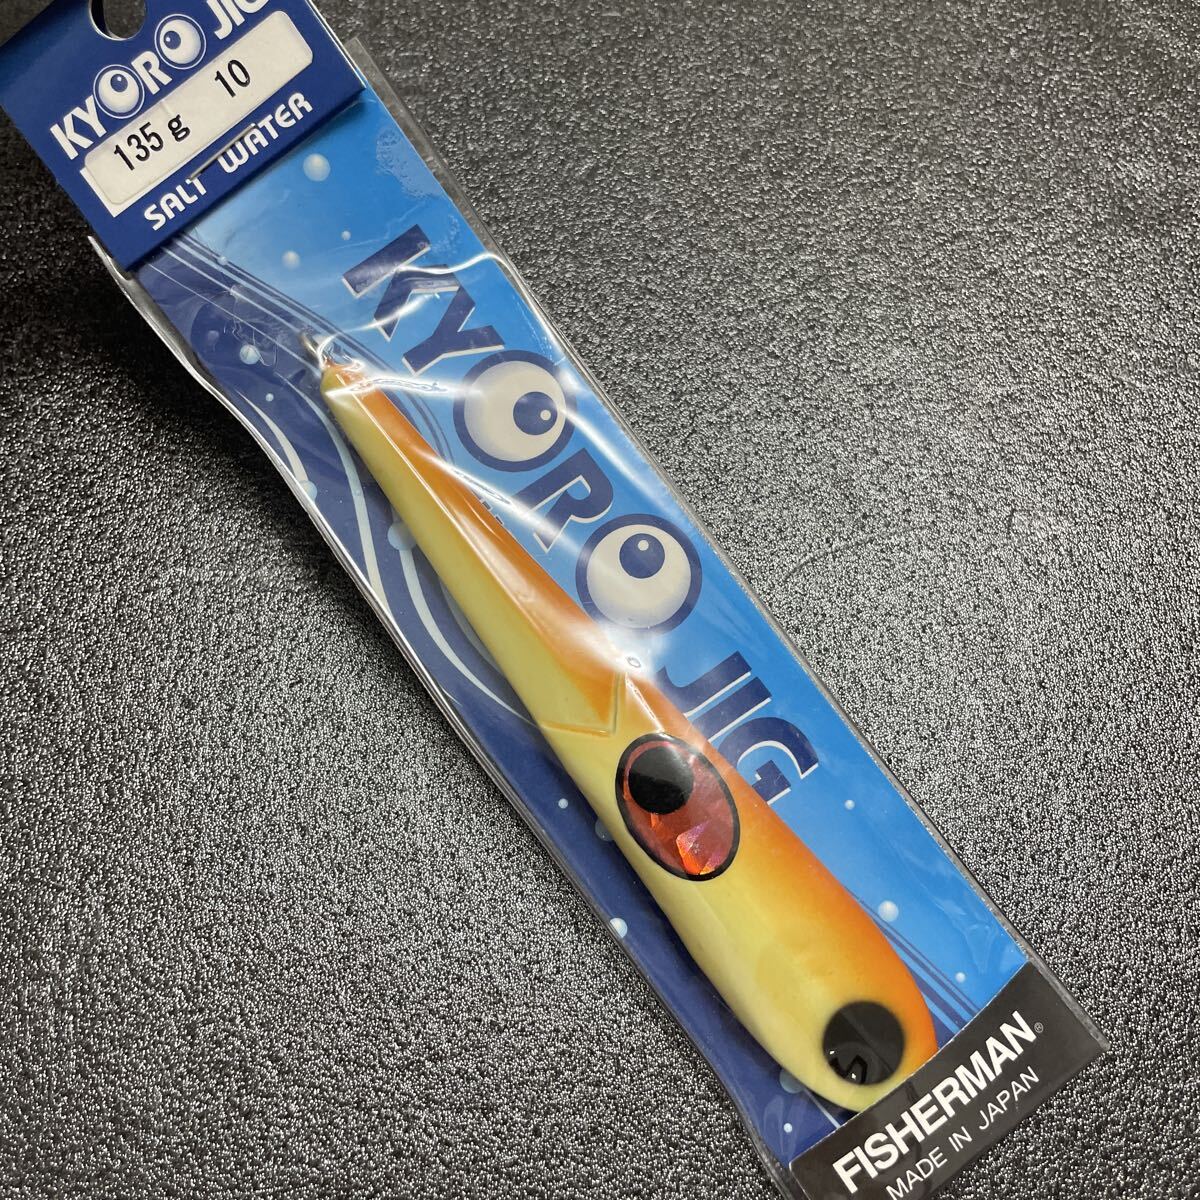 KYORO JIG
135g 10
SALT WATER
KYORO JIG
FISHERMAN®
MADE IN JAPAN